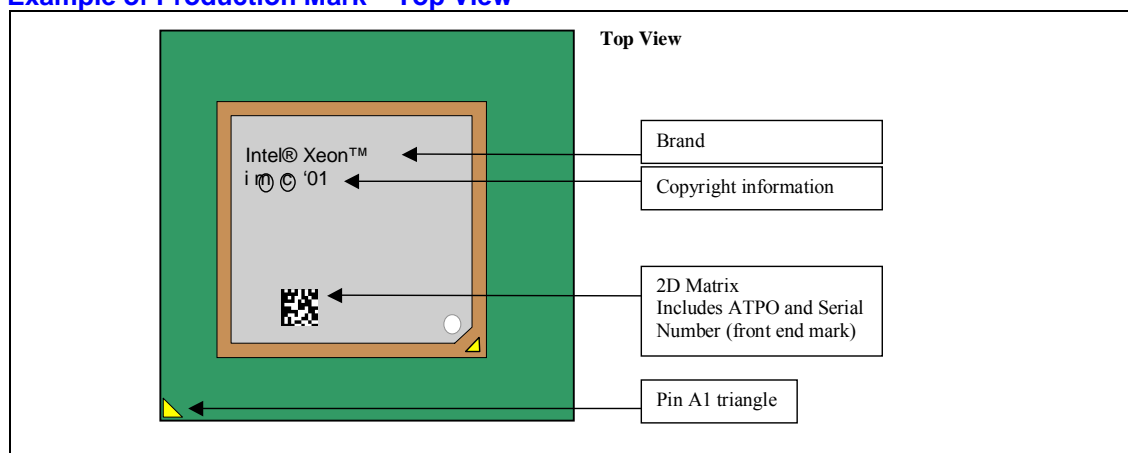 Example of Production Mark – Top View
Top View
Intel® Xeon™
i m c '01
Brand
Copyright information
2D Matrix
Includes ATPO and Serial
Number (front end mark)
Pin A1 triangle